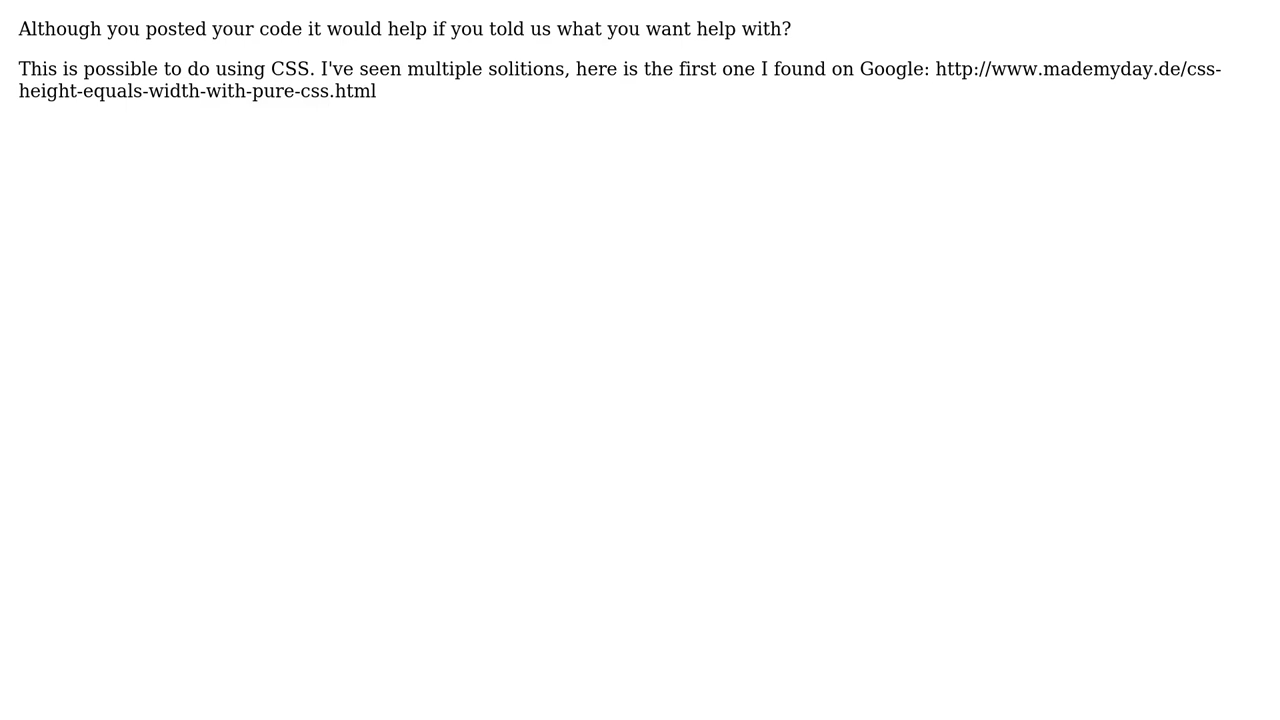 Although you posted your code it would help if you told us what you want help with?
This is possible to do using CSS. I've seen multiple solitions, here is the first one I found on Google: http://www.mademyday.de/css-
height-equals-width-with-pure-css.html